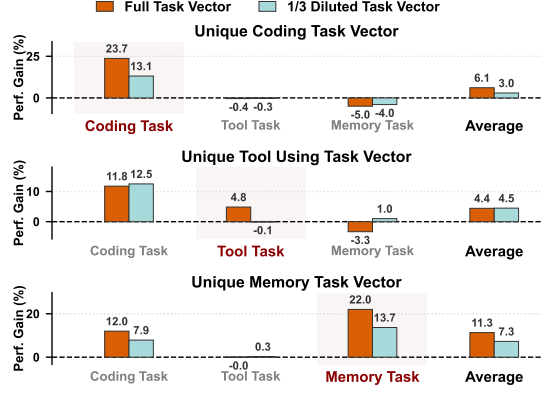 Full Task Vector 1/3 Diluted Task Vector
Unique Coding Task Vector
Perf. Gain (%)
25
0
23.7 13.1 -0.4 -0.3 -5.0 -4.0 6.1 3.0
Coding Task Tool Task Memory Task Average
Unique Tool Using Task Vector
Perf. Gain (%)
10
0
11.8 12.5 4.8 -0.1 -3.3 1.0 4.4 4.5
Coding Task Tool Task Memory Task Average
Unique Memory Task Vector
Perf. Gain (%)
20
0
12.0 7.9 -0.0 0.3 22.0 13.7 11.3 7.3
Coding Task Tool Task Memory Task Average